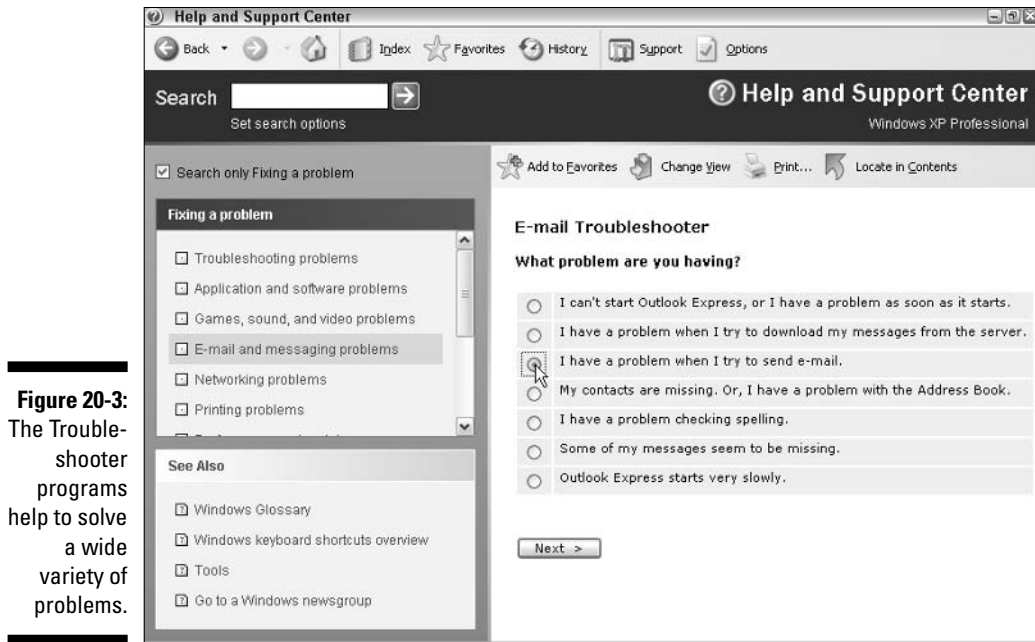 Help and Support Center
Back
Index
Favorites
History
Support
Options
Search
Set search options
Help and Support Center
Windows XP Professional
Search only Fixing a problem
Fixing a problem
Troubleshooting problems
Application and software problems
Games, sound, and video problems
E-mail and messaging problems
Networking problems
Printing problems
See Also
Windows Glossary
Windows keyboard shortcuts overview
Tools
Go to a Windows newsgroup
Add to Favorites
Change View
Print...
Locate in Contents
E-mail Troubleshooter
What problem are you having?
I can't start Outlook Express, or I have a problem as soon as it starts.
I have a problem when I try to download my messages from the server.
I have a problem when I try to send e-mail.
My contacts are missing. Or, I have a problem with the Address Book.
I have a problem checking spelling.
Some of my messages seem to be missing.
Outlook Express starts very slowly.
Next >
Figure 20-3:
The Trouble-
shooter
programs
help to solve
a wide
variety of
problems.